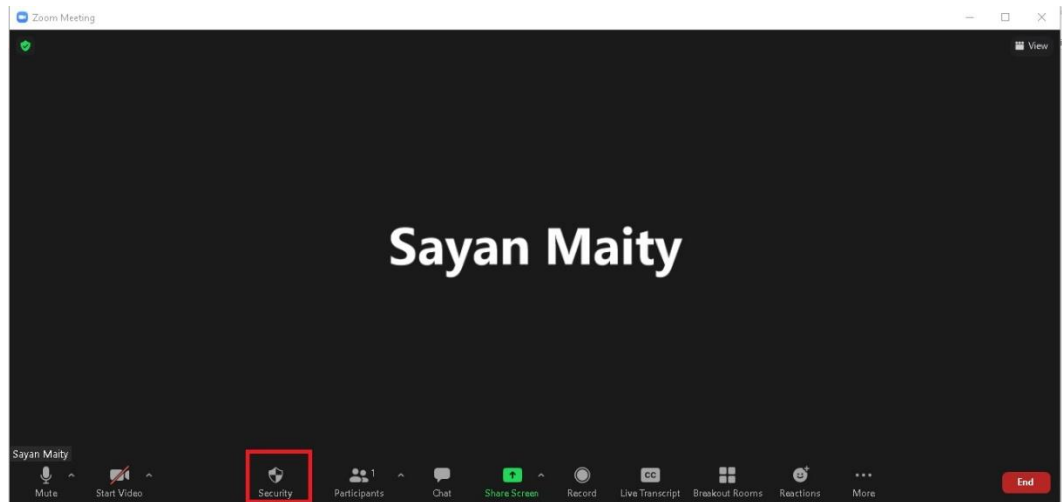 Zoom Meeting
View
Sayan Maity
Sayan Maity
Mute Start Video Security Participants 1 Chat Share Screen Record CC Live Transcript Breakout Rooms Reactions More End